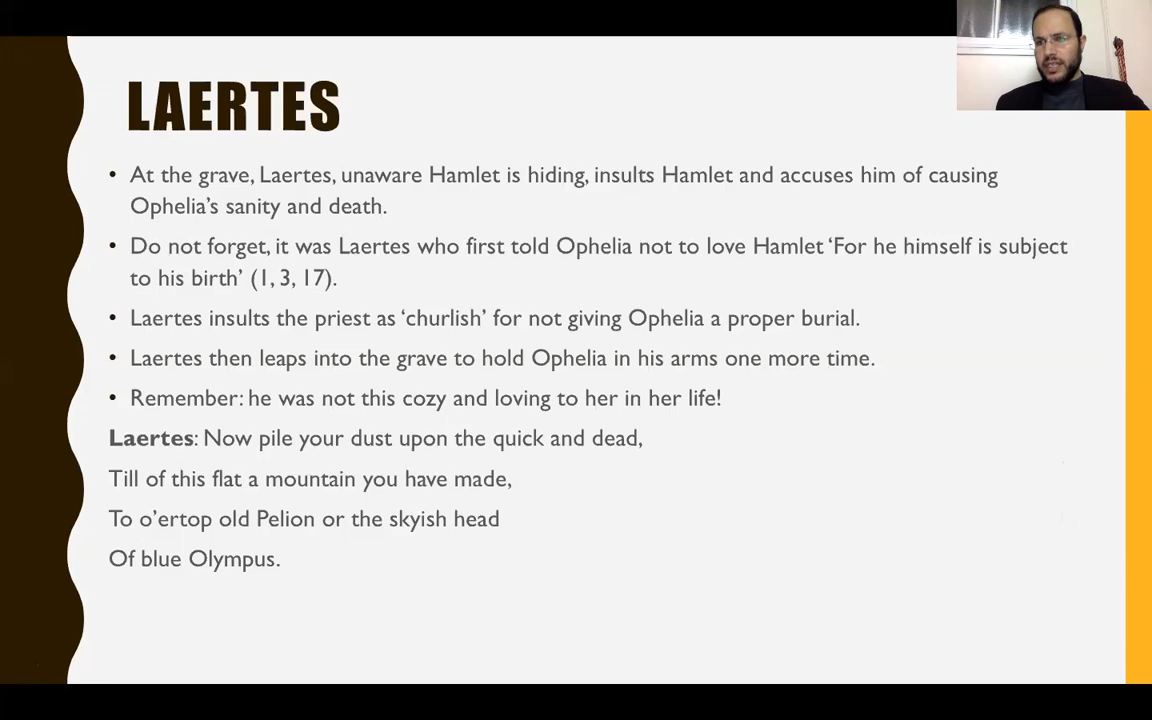 LAERTES
• At the grave, Laertes, unaware Hamlet is hiding, insults Hamlet and accuses him of causing
Ophelia’s sanity and death.
• Do not forget, it was Laertes who first told Ophelia not to love Hamlet ‘For he himself is subject
to his birth’ (1, 3, 17).
• Laertes insults the priest as ‘churlish’ for not giving Ophelia a proper burial.
• Laertes then leaps into the grave to hold Ophelia in his arms one more time.
• Remember: he was not this cozy and loving to her in her life!
Laertes: Now pile your dust upon the quick and dead,
Till of this flat a mountain you have made,
To o’ertop old Pelion or the skyish head
Of blue Olympus.